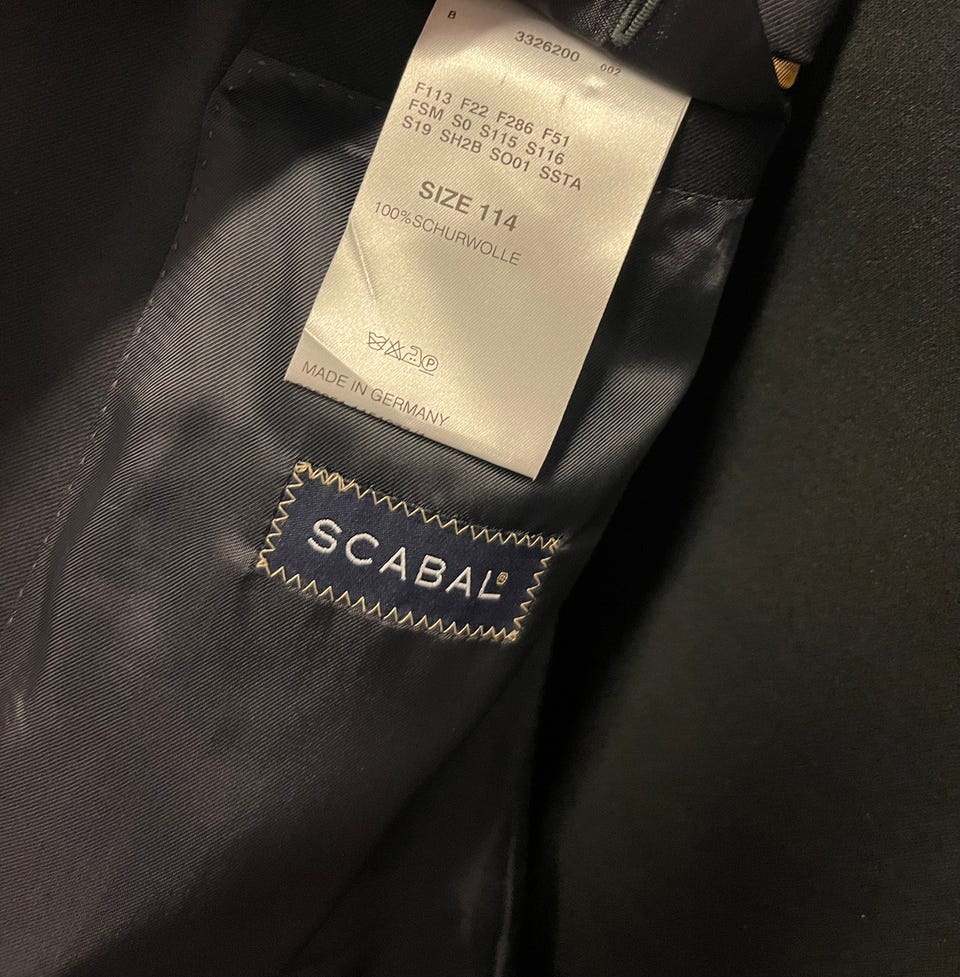 B
3326200 002
F113 F22 F286 F51
FSM S0 S115 S116
S19 SH2B SO01 SSTA
SIZE 114
100%SCHURWOLLE
P
MADE IN GERMANY
SCABAL®